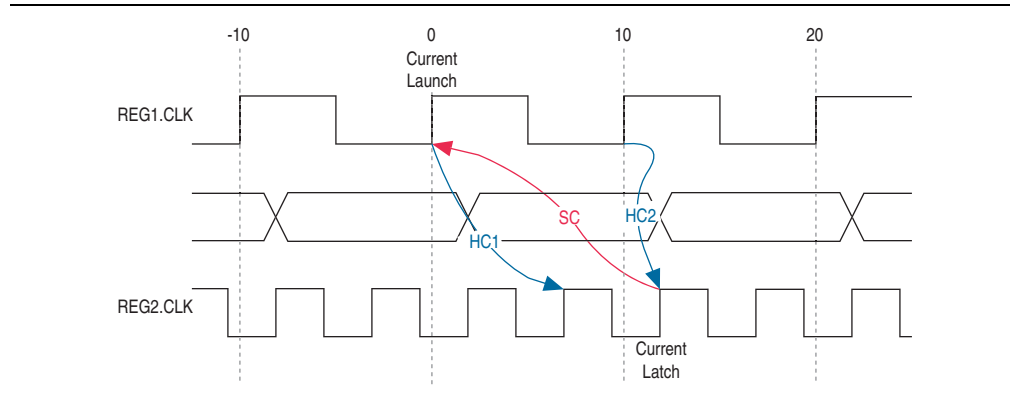 -10
0
10
20
Current
Launch
REG1.CLK
SC
HC2
HC1
REG2.CLK
Current
Latch